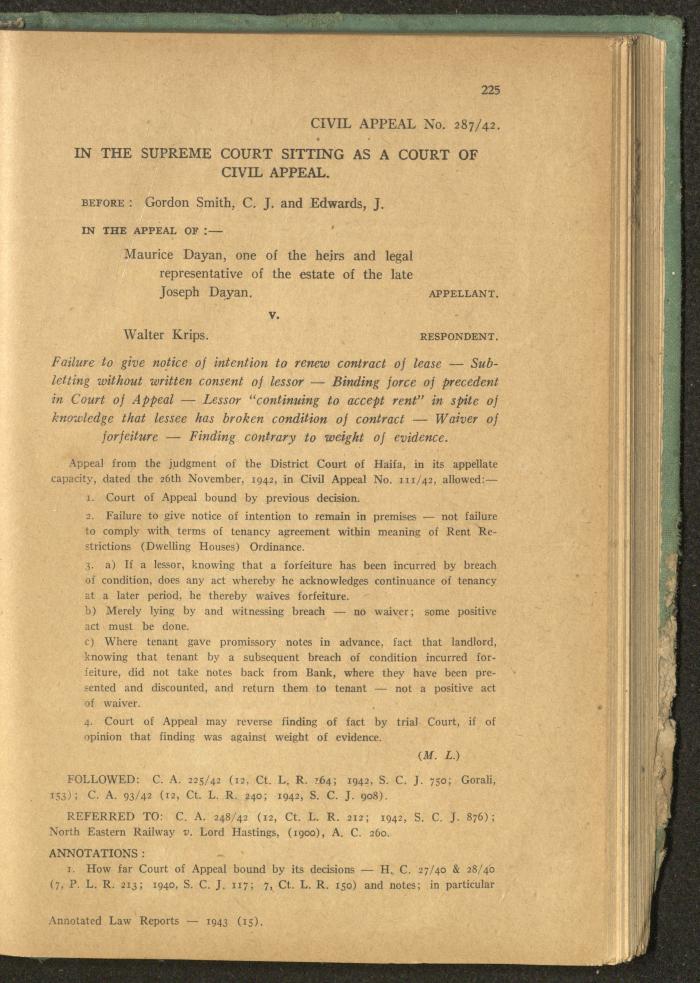 225
CIVIL APPEAL No. 287/42.
IN THE SUPREME COURT SITTING AS A COURT OF
CIVIL APPEAL.
BEFORE : Gordon Smith, C. J. and Edwards, J.
IN THE APPEAL OF :—
Maurice Dayan, one of the heirs and legal
representative of the estate of the late
Joseph Dayan. APPELLANT.
v.
Walter Krips. RESPONDENT.
Failure to give notice of intention to renew contract of lease — Sub-
letting without written consent of lessor — Binding force of precedent
in Court of Appeal — Lessor “continuing to accept rent” in spite of
knowledge that lessee has broken condition of contract — Waiver of
forfeiture — Finding contrary to weight of evidence.
Appeal from the judgment of the District Court of Haifa, in its appellate
capacity, dated the 26th November, 1942, in Civil Appeal No. 111/42, allowed:—
1. Court of Appeal bound by previous decision.
2. Failure to give notice of intention to remain in premises — not failure
to comply with terms of tenancy agreement within meaning of Rent Re-
strictions (Dwelling Houses) Ordinance.
3. a) If a lessor, knowing that a forfeiture has been incurred by breach
of condition, does any act whereby he acknowledges continuance of tenancy
at a later period, he thereby waives forfeiture.
b) Merely lying by and witnessing breach — no waiver; some positive
act must be done.
c) Where tenant gave promissory notes in advance, fact that landlord,
knowing that tenant by a subsequent breach of condition incurred for-
feiture, did not take notes back from Bank, where they have been pre-
sented and discounted, and return them to tenant — not a positive act
of waiver.
4. Court of Appeal may reverse finding of fact by trial Court, if of
opinion that finding was against weight of evidence.
(M. L.)
FOLLOWED: C. A. 225/42 (12, Ct. L. R. 264; 1942, S. C. J. 750; Gorali,
153); C. A. 93/42 (12, Ct. L. R. 240; 1942, S. C. J. 908).
REFERRED TO: C. A. 248/42 (12, Ct. L. R. 212; 1942, S. C. J. 876);
North Eastern Railway v. Lord Hastings, (1900), A. C. 260.
ANNOTATIONS :
1. How far Court of Appeal bound by its decisions — H. C. 27/40 & 28/40
(7, P. L. R. 213; 1940, S. C. J. 117; 7, Ct. L. R. 150) and notes; in particular
Annotated Law Reports — 1943 (15).